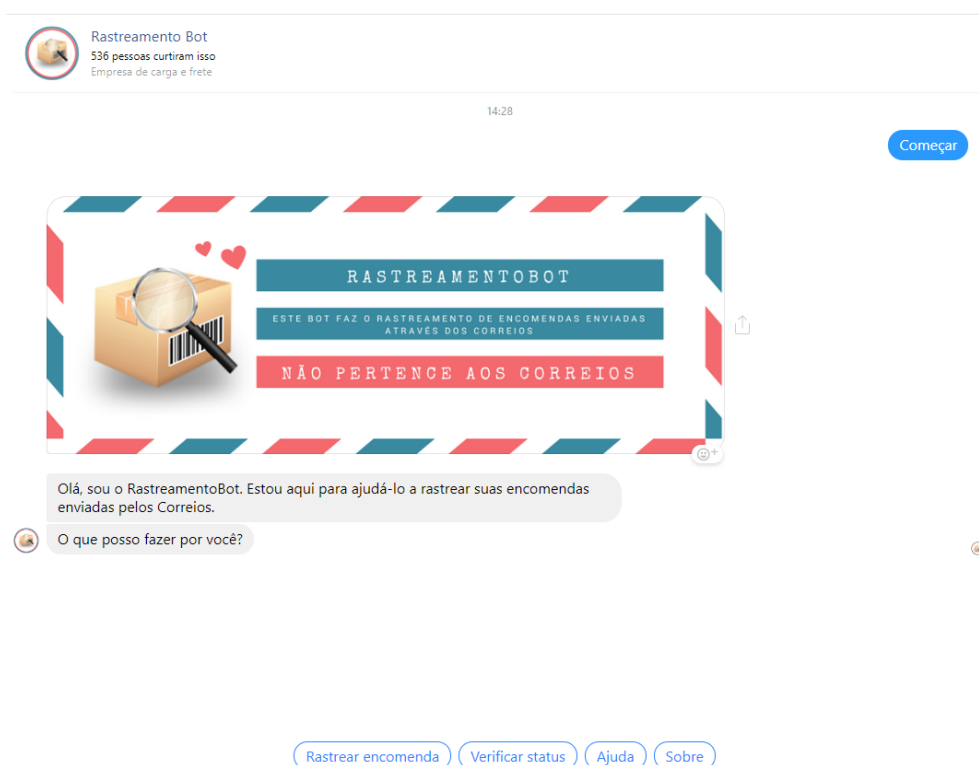 Rastreamento Bot
536 pessoas curtiram isso
Empresa de carga e frete
14:28
Começar
RASTREAMENTOBOT
ESTE BOT FAZ O RASTREAMENTO DE ENCOMENDAS ENVIADAS
ATRAVÉS DOS CORREIOS
NÃO PERTENCE AOS CORREIOS
Olá, sou o RastreamentoBot. Estou aqui para ajudá-lo a rastrear suas encomendas
enviadas pelos Correios.
O que posso fazer por você?
Rastrear encomenda Verificar status Ajuda Sobre